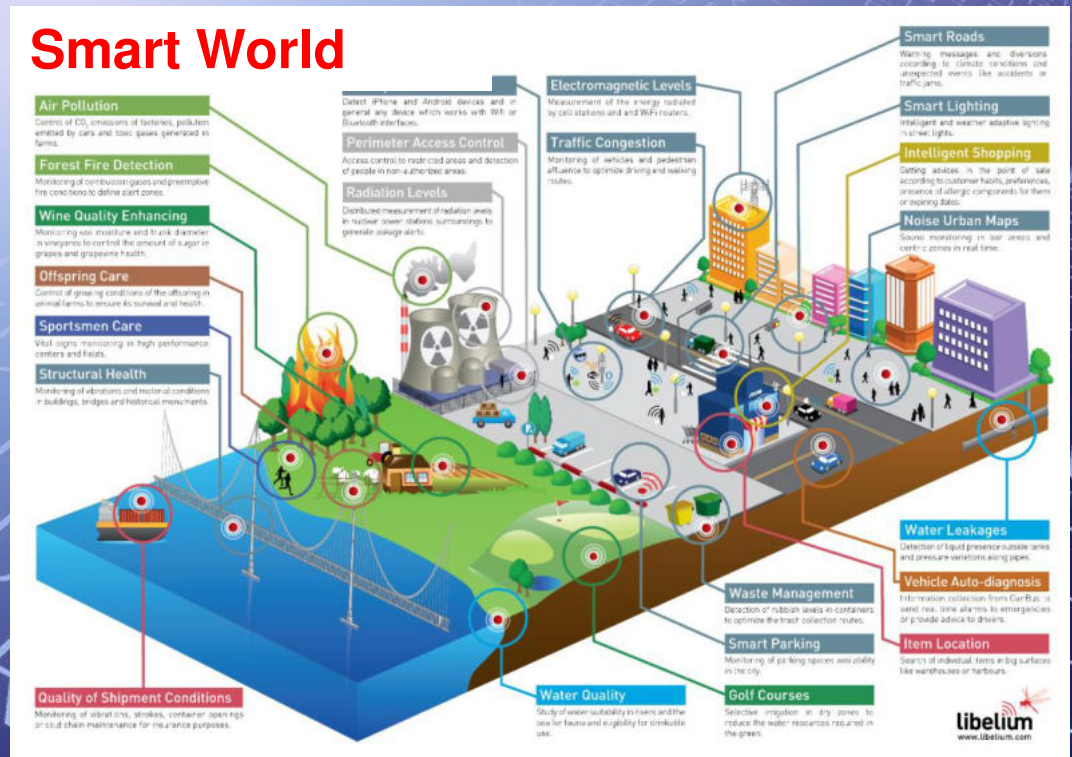 Smart World
Air Pollution
Control of CO₂ emissions of factories, pollution
emitted by cars and toxic gases generated in
farms.
Forest Fire Detection
Monitoring of combustion gases and preemptive
fire conditions to define alert zones.
Wine Quality Enhancing
Monitoring soil moisture and trunk diameter
in vineyards to control the amount of sugar in
grapes and grapevine health.
Offspring Care
Control of growing conditions of the offspring in
animal farms to ensure its survival and health.
Sportsmen Care
Vital signs monitoring in high performance
centers and fields.
Structural Health
Monitoring of vibrations and material conditions
in buildings, bridges and historical monuments.
Quality of Shipment Conditions
Monitoring of vibrations, strokes, container openings
or cold chain maintenance for insurance purposes.
Detect iPhone and Android devices and in
general any device which works with Wifi or
Bluetooth interfaces.
Perimeter Access Control
Access control to restricted areas and detection
of people in non-authorized areas.
Radiation Levels
Distributed measurement of radiation levels
in nuclear power stations surroundings to
generate leakage alerts.
Electromagnetic Levels
Measurement of the energy radiated
by cell stations and and WiFi routers.
Traffic Congestion
Monitoring of vehicles and pedestrian
affluence to optimize driving and walking
routes.
Smart Roads
Warning messages and diversions
according to climate conditions and
unexpected events like accidents or
traffic jams.
Smart Lighting
Intelligent and weather adaptive lighting
in street lights.
Intelligent Shopping
Getting advices in the point of sale
according to customer habits, preferences,
presence of allergic components for them
or expiring dates.
Noise Urban Maps
Sound monitoring in bar areas and
centric zones in real time.
Water Leakages
Detection of liquid presence outside tanks
and pressure variations along pipes.
Vehicle Auto-diagnosis
Information collection from CanBus to
send real time alarms to emergencies
or provide advice to drivers.
Item Location
Search of individual items in big surfaces
like warehouses or harbours.
Waste Management
Detection of rubbish levels in containers
to optimize the trash collection routes.
Smart Parking
Monitoring of parking spaces availability
in the city.
Golf Courses
Selective irrigation in dry zones to
reduce the water resources required in
the green.
Water Quality
Study of water suitability in rivers and the
sea for fauna and eligibility for drinkable
use.
libelium
www.libelium.com